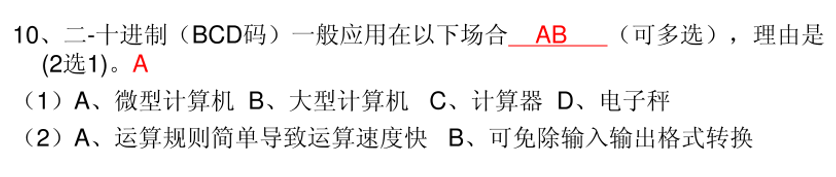 10、二-十进制（BCD码）一般应用在以下场合 AB （可多选），理由是
(2选1)。A
（1）A、微型计算机 B、大型计算机 C、计算器 D、电子秤
（2）A、运算规则简单导致运算速度快 B、可免除输入输出格式转换